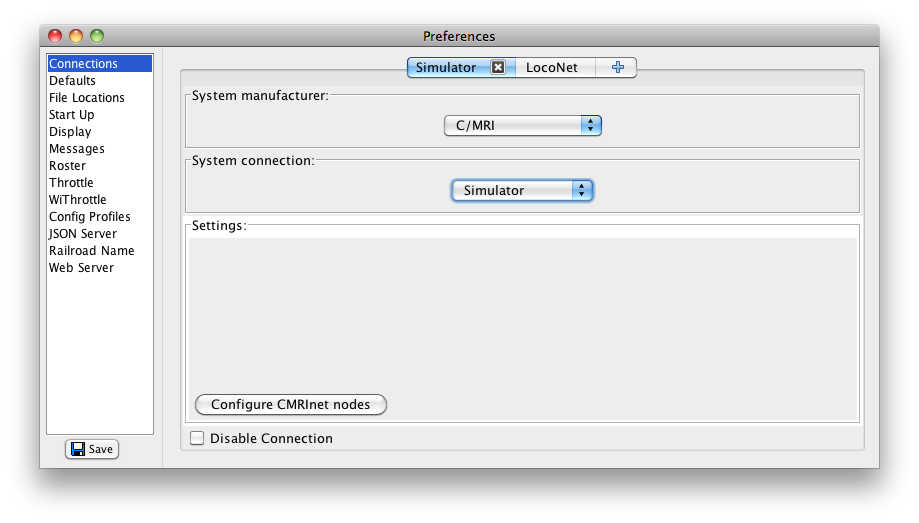 Preferences
Connections
Defaults
File Locations
Start Up
Display
Messages
Roster
Throttle
WiThrottle
Config Profiles
JSON Server
Railroad Name
Web Server
Save
Simulator
LocoNet
System manufacturer:
C/MRI
System connection:
Simulator
Settings:
Configure CMRInet nodes
Disable Connection